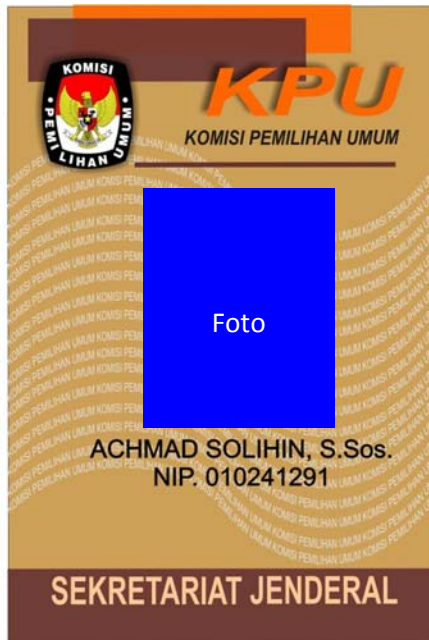 KOMISI
PEMILIHAN UMUM
KPU
KOMISI PEMILIHAN UMUM
Foto
ACHMAD SOLIHIN, S.Sos.
NIP. 010241291
SEKRETARIAT JENDERAL